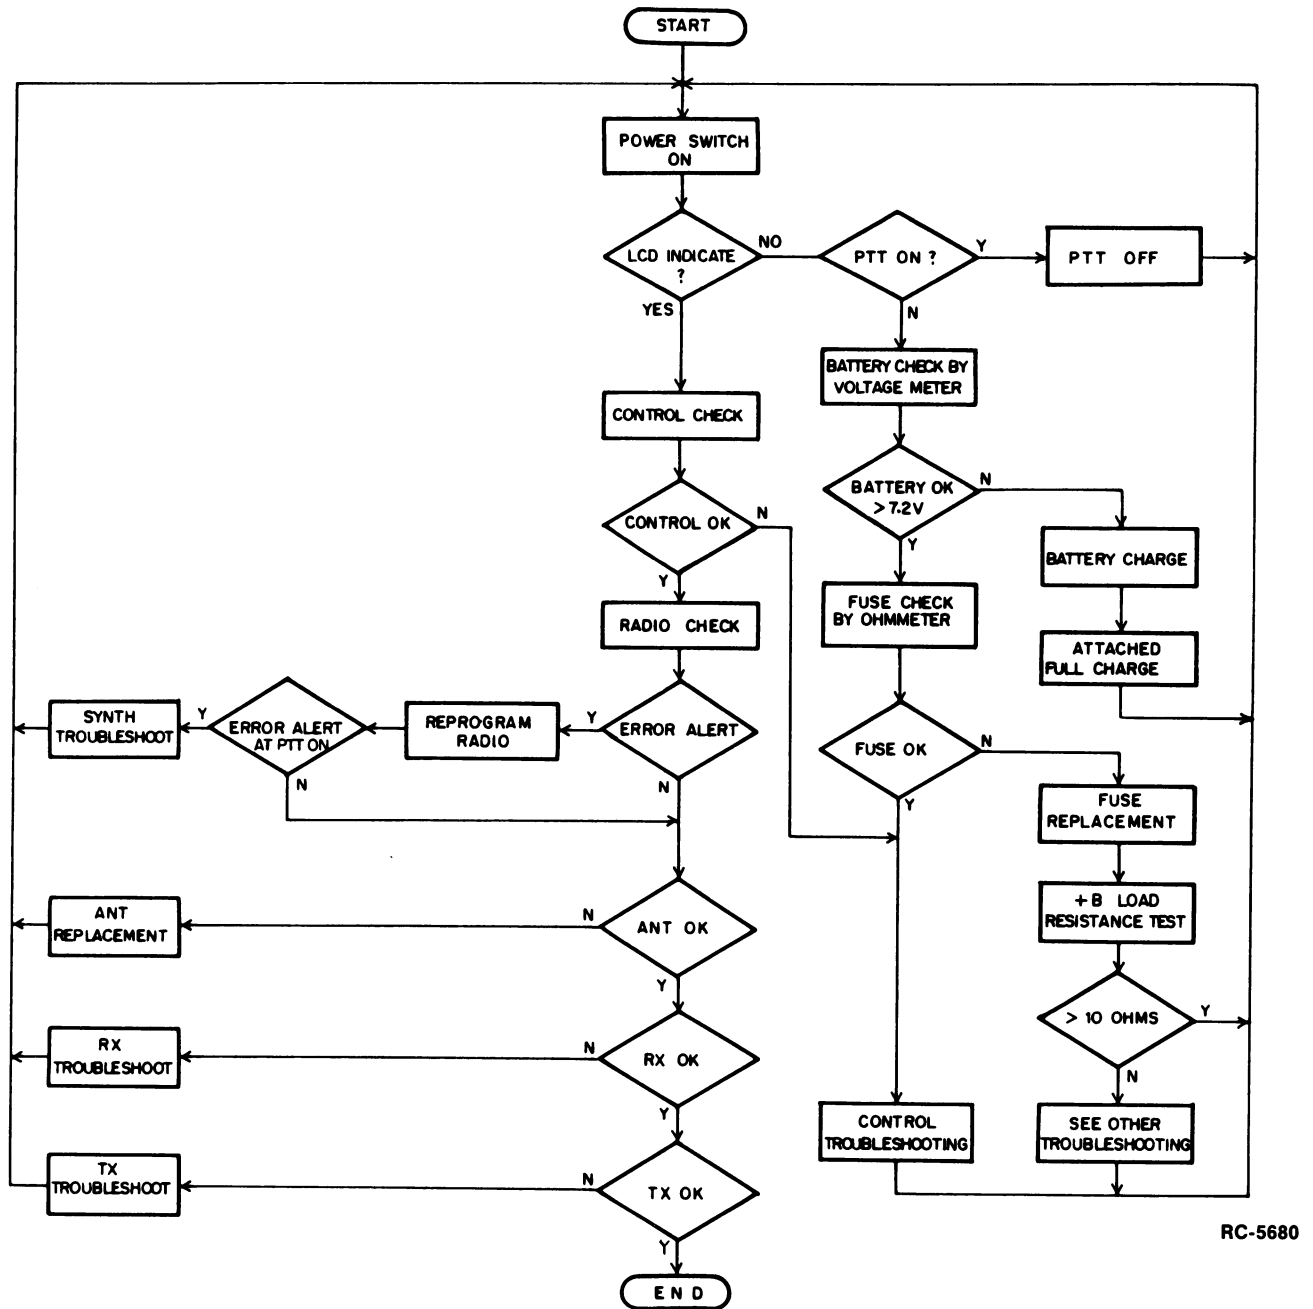 START
POWER SWITCH
ON
LCD INDICATE
?
NO
YES
PTT ON ?
Y
N
PTT OFF
BATTERY CHECK BY
VOLTAGE METER
CONTROL CHECK
BATTERY OK
>7.2V
N
Y
CONTROL OK
N
Y
BATTERY CHARGE
FUSE CHECK
BY OHMMETER
RADIO CHECK
ATTACHED
FULL CHARGE
SYNTH
TROUBLESHOOT
Y
ERROR ALERT
AT PTT ON
N
REPROGRAM
RADIO
Y
ERROR ALERT
N
FUSE OK
N
Y
FUSE
REPLACEMENT
+B LOAD
RESISTANCE TEST
ANT
REPLACEMENT
N
ANT OK
Y
> 10 OHMS
Y
N
RX
TROUBLESHOOT
N
RX OK
Y
CONTROL
TROUBLESHOOTING
SEE OTHER
TROUBLESHOOTING
TX
TROUBLESHOOT
N
TX OK
Y
END
RC-5680